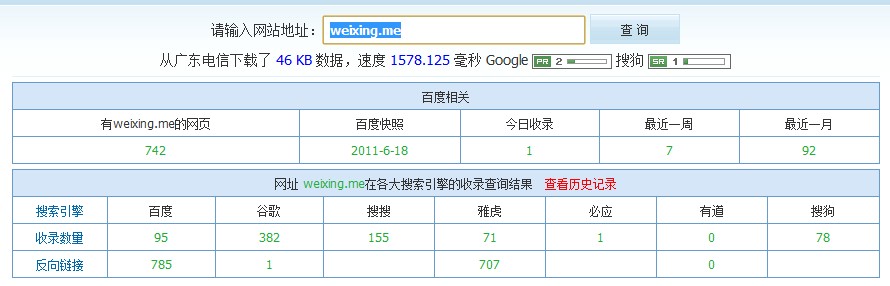 请输入网站地址： weixing.me 查 询
从广东电信下载了 46 KB 数据，速度 1578.125 毫秒 Google PR 2 搜狗 SR 1
百度相关
有weixing.me的网页 百度快照 今日收录 最近一周 最近一月
742 2011-6-18 1 7 92
网址 weixing.me在各大搜索引擎的收录查询结果 查看历史记录
搜索引擎 百度 谷歌 搜搜 雅虎 必应 有道 搜狗
收录数量 95 382 155 71 1 0 78
反向链接 785 1 707 0